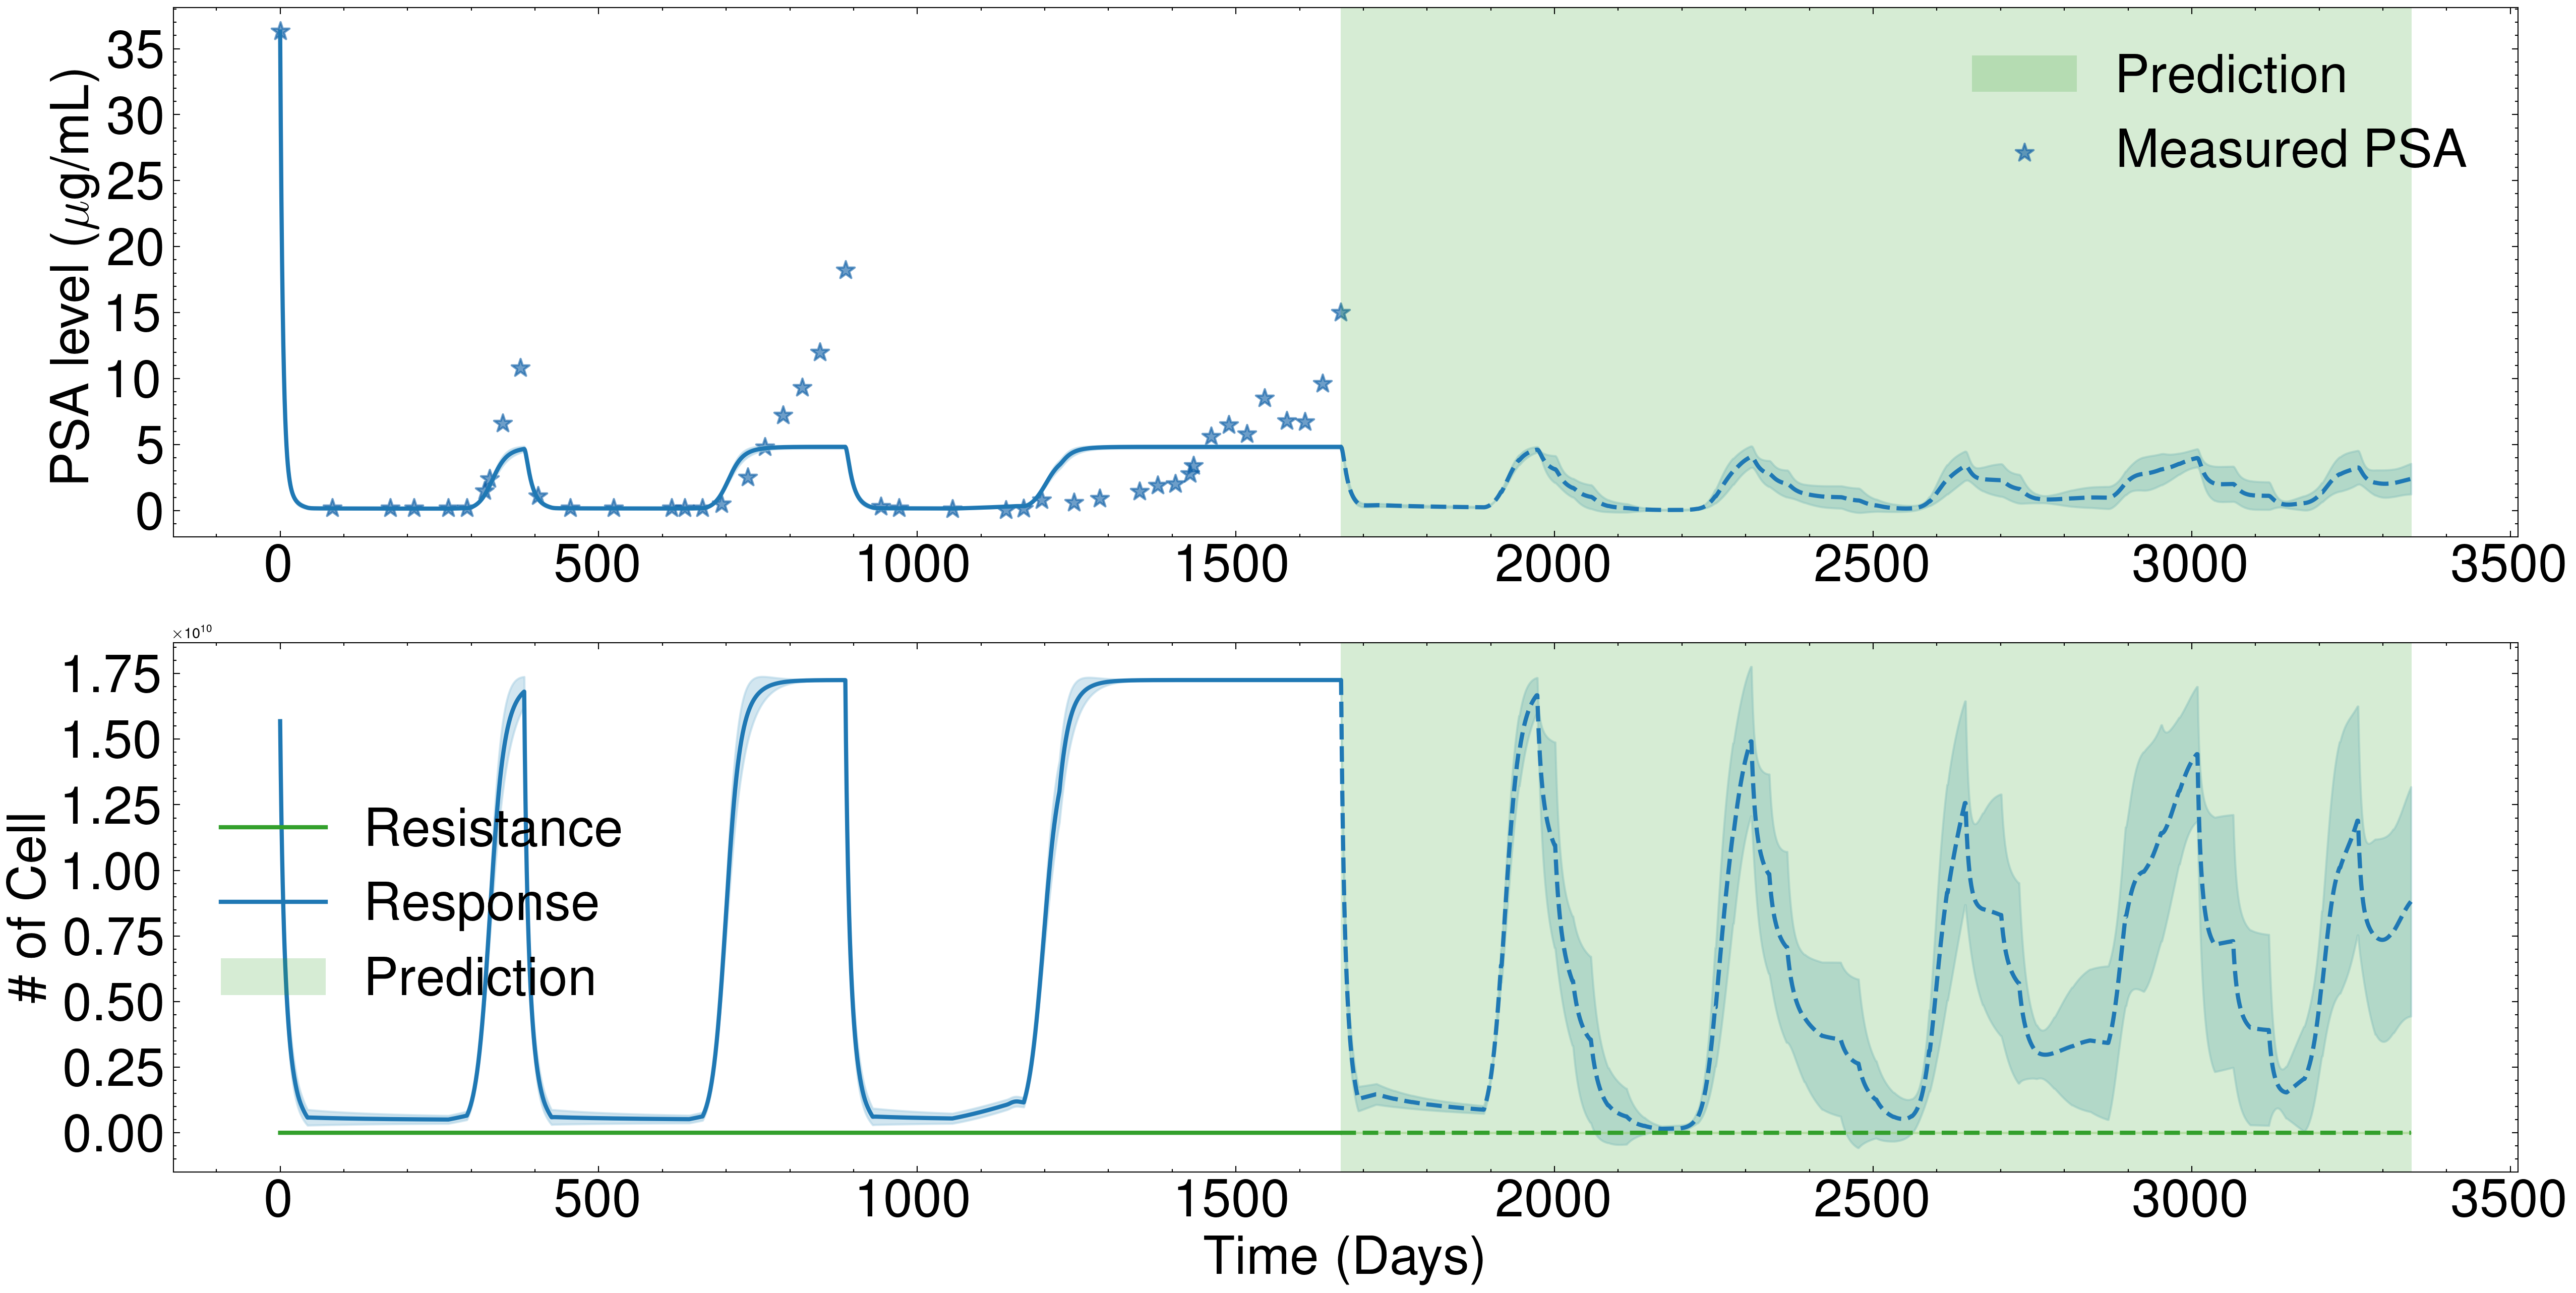 PSA level (μg/mL)
35
30
25
20
15
10
5
0
Prediction
Measured PSA
0 500 1000 1500 2000 2500 3000 3500
×10¹⁰
# of Cell
1.75
1.50
1.25
1.00
0.75
0.50
0.25
0.00
Resistance
Response
Prediction
0 500 1000 1500 2000 2500 3000 3500
Time (Days)